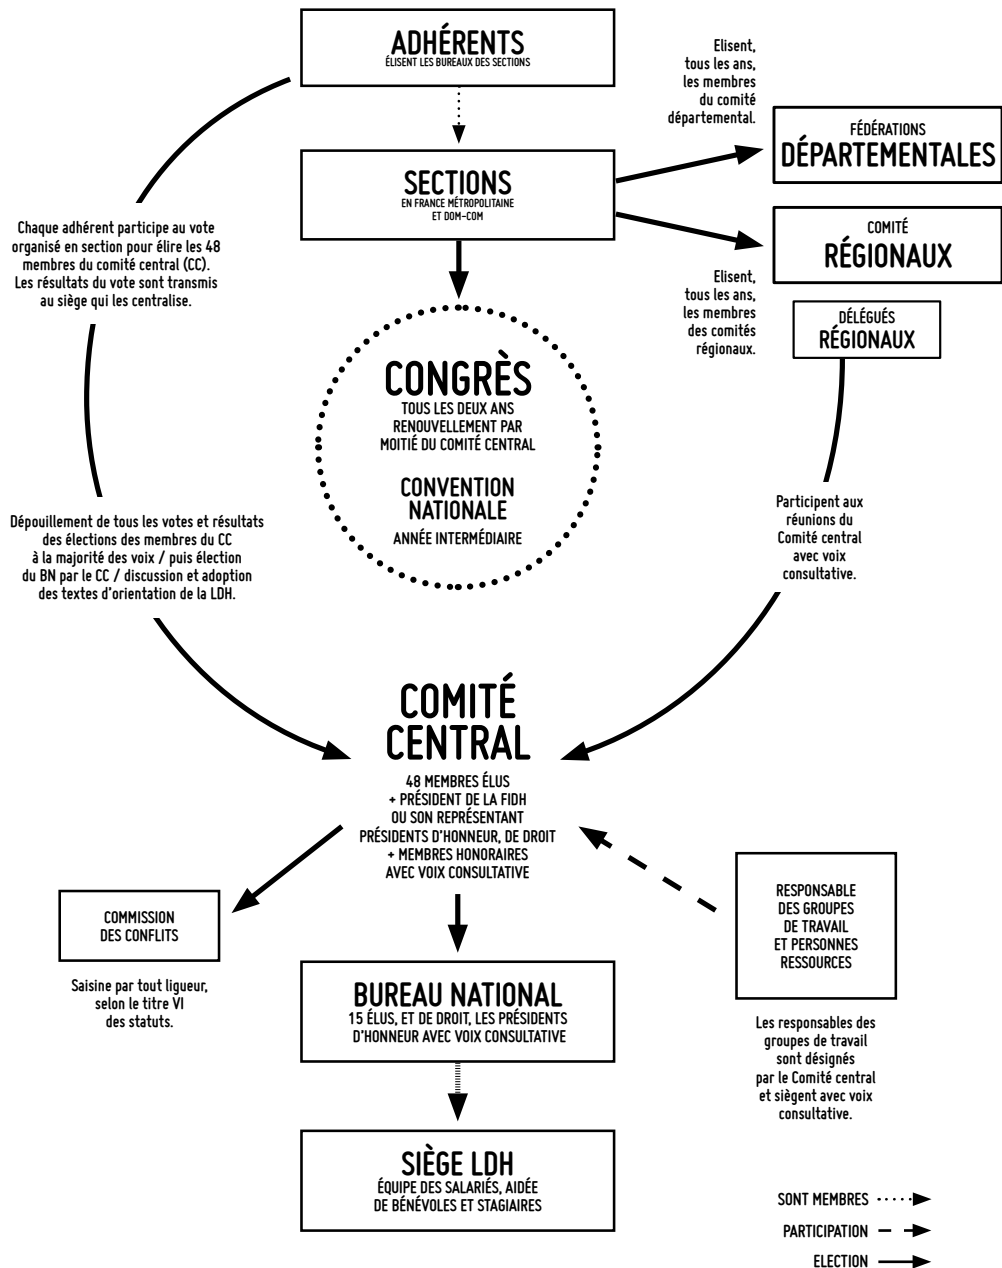 ADHÉRENTS
ÉLISENT LES BUREAUX DES SECTIONS
Elisent,
tous les ans,
les membres
du comité
départemental.
FÉDÉRATIONS
DÉPARTEMENTALES
SECTIONS
EN FRANCE MÉTROPOLITAINE
ET DOM-COM
COMITÉ
RÉGIONAUX
Elisent,
tous les ans,
les membres
des comités
régionaux.
DÉLÉGUÉS
RÉGIONAUX
Chaque adhérent participe au vote
organisé en section pour élire les 48
membres du comité central (CC).
Les résultats du vote sont transmis
au siège qui les centralise.
CONGRÈS
TOUS LES DEUX ANS
RENOUVELLEMENT PAR
MOITIÉ DU COMITÉ CENTRAL
CONVENTION
NATIONALE
ANNÉE INTERMÉDIAIRE
Participent aux
réunions du
Comité central
avec voix
consultative.
Dépouillement de tous les votes et résultats
des élections des membres du CC
à la majorité des voix / puis élection
du BN par le CC / discussion et adoption
des textes d'orientation de la LDH.
COMITÉ
CENTRAL
48 MEMBRES ÉLUS
+ PRÉSIDENT DE LA FIDH
OU SON REPRÉSENTANT
PRÉSIDENTS D'HONNEUR, DE DROIT
+ MEMBRES HONORAIRES
AVEC VOIX CONSULTATIVE
COMMISSION
DES CONFLITS
Saisine par tout ligueur,
selon le titre VI
des statuts.
RESPONSABLE
DES GROUPES
DE TRAVAIL
ET PERSONNES
RESSOURCES
Les responsables des
groupes de travail
sont désignés
par le Comité central
et siègent avec voix
consultative.
BUREAU NATIONAL
15 ÉLUS, ET DE DROIT, LES PRÉSIDENTS
D'HONNEUR AVEC VOIX CONSULTATIVE
SIÈGE LDH
ÉQUIPE DES SALARIÉS, AIDÉE
DE BÉNÉVOLES ET STAGIAIRES
SONT MEMBRES
PARTICIPATION
ELECTION